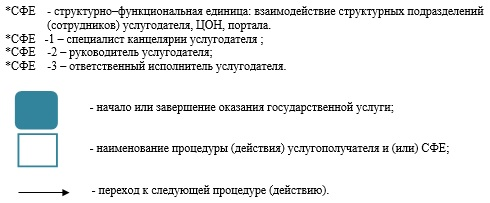 *СФЕ - структурно–функциональная единица: взаимодействие структурных подразделений
(сотрудников) услугодателя, ЦОН, портала.
*СФЕ -1 – специалист канцелярии услугодателя ;
*СФЕ -2 – руководитель услугодателя;
*СФЕ -3 – ответственный исполнитель услугодателя.
- начало или завершение оказания государственной услуги;
- наименование процедуры (действия) услугополучателя и (или) СФЕ;
- переход к следующей процедуре (действию).